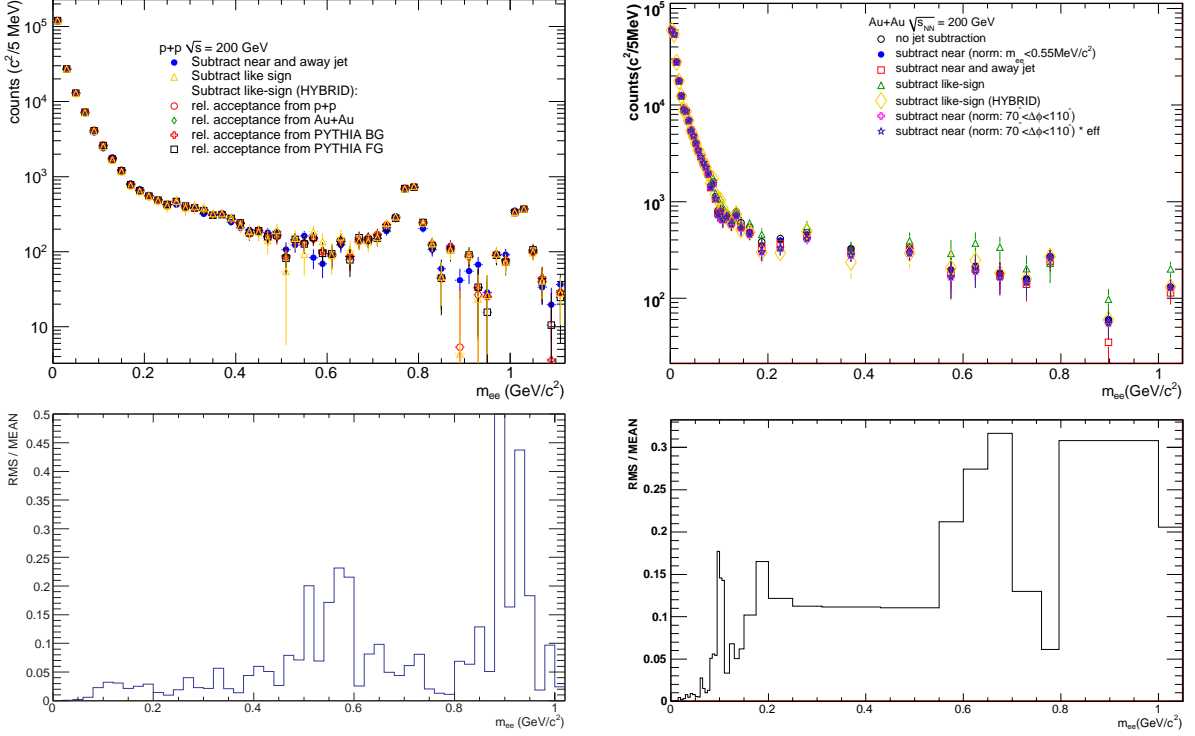 counts (c²/5 MeV)
10⁵
10⁴
10³
10²
10
p+p √s = 200 GeV
Subtract near and away jet
Subtract like sign
Subtract like-sign (HYBRID):
rel. acceptance from p+p
rel. acceptance from Au+Au
rel. acceptance from PYTHIA BG
rel. acceptance from PYTHIA FG
0 0.2 0.4 0.6 0.8 1
m_ee (GeV/c²)
counts(c²/5MeV)
10⁵
10⁴
10³
10²
Au+Au √s_NN = 200 GeV
no jet subtraction
subtract near (norm: m_ee<0.55MeV/c²)
subtract near and away jet
subtract like-sign
subtract like-sign (HYBRID)
subtract near (norm: 70°<Δϕ<110°)
subtract near (norm: 70°<Δϕ<110°) * eff
0 0.2 0.4 0.6 0.8 1
m_ee(GeV/c²)
RMS / MEAN
0.5
0.45
0.4
0.35
0.3
0.25
0.2
0.15
0.1
0.05
0
0 0.2 0.4 0.6 0.8 1
m_ee(GeV/c²)
RMS / MEAN
0.3
0.25
0.2
0.15
0.1
0.05
0
0 0.2 0.4 0.6 0.8 1
m_ee(GeV/c²)